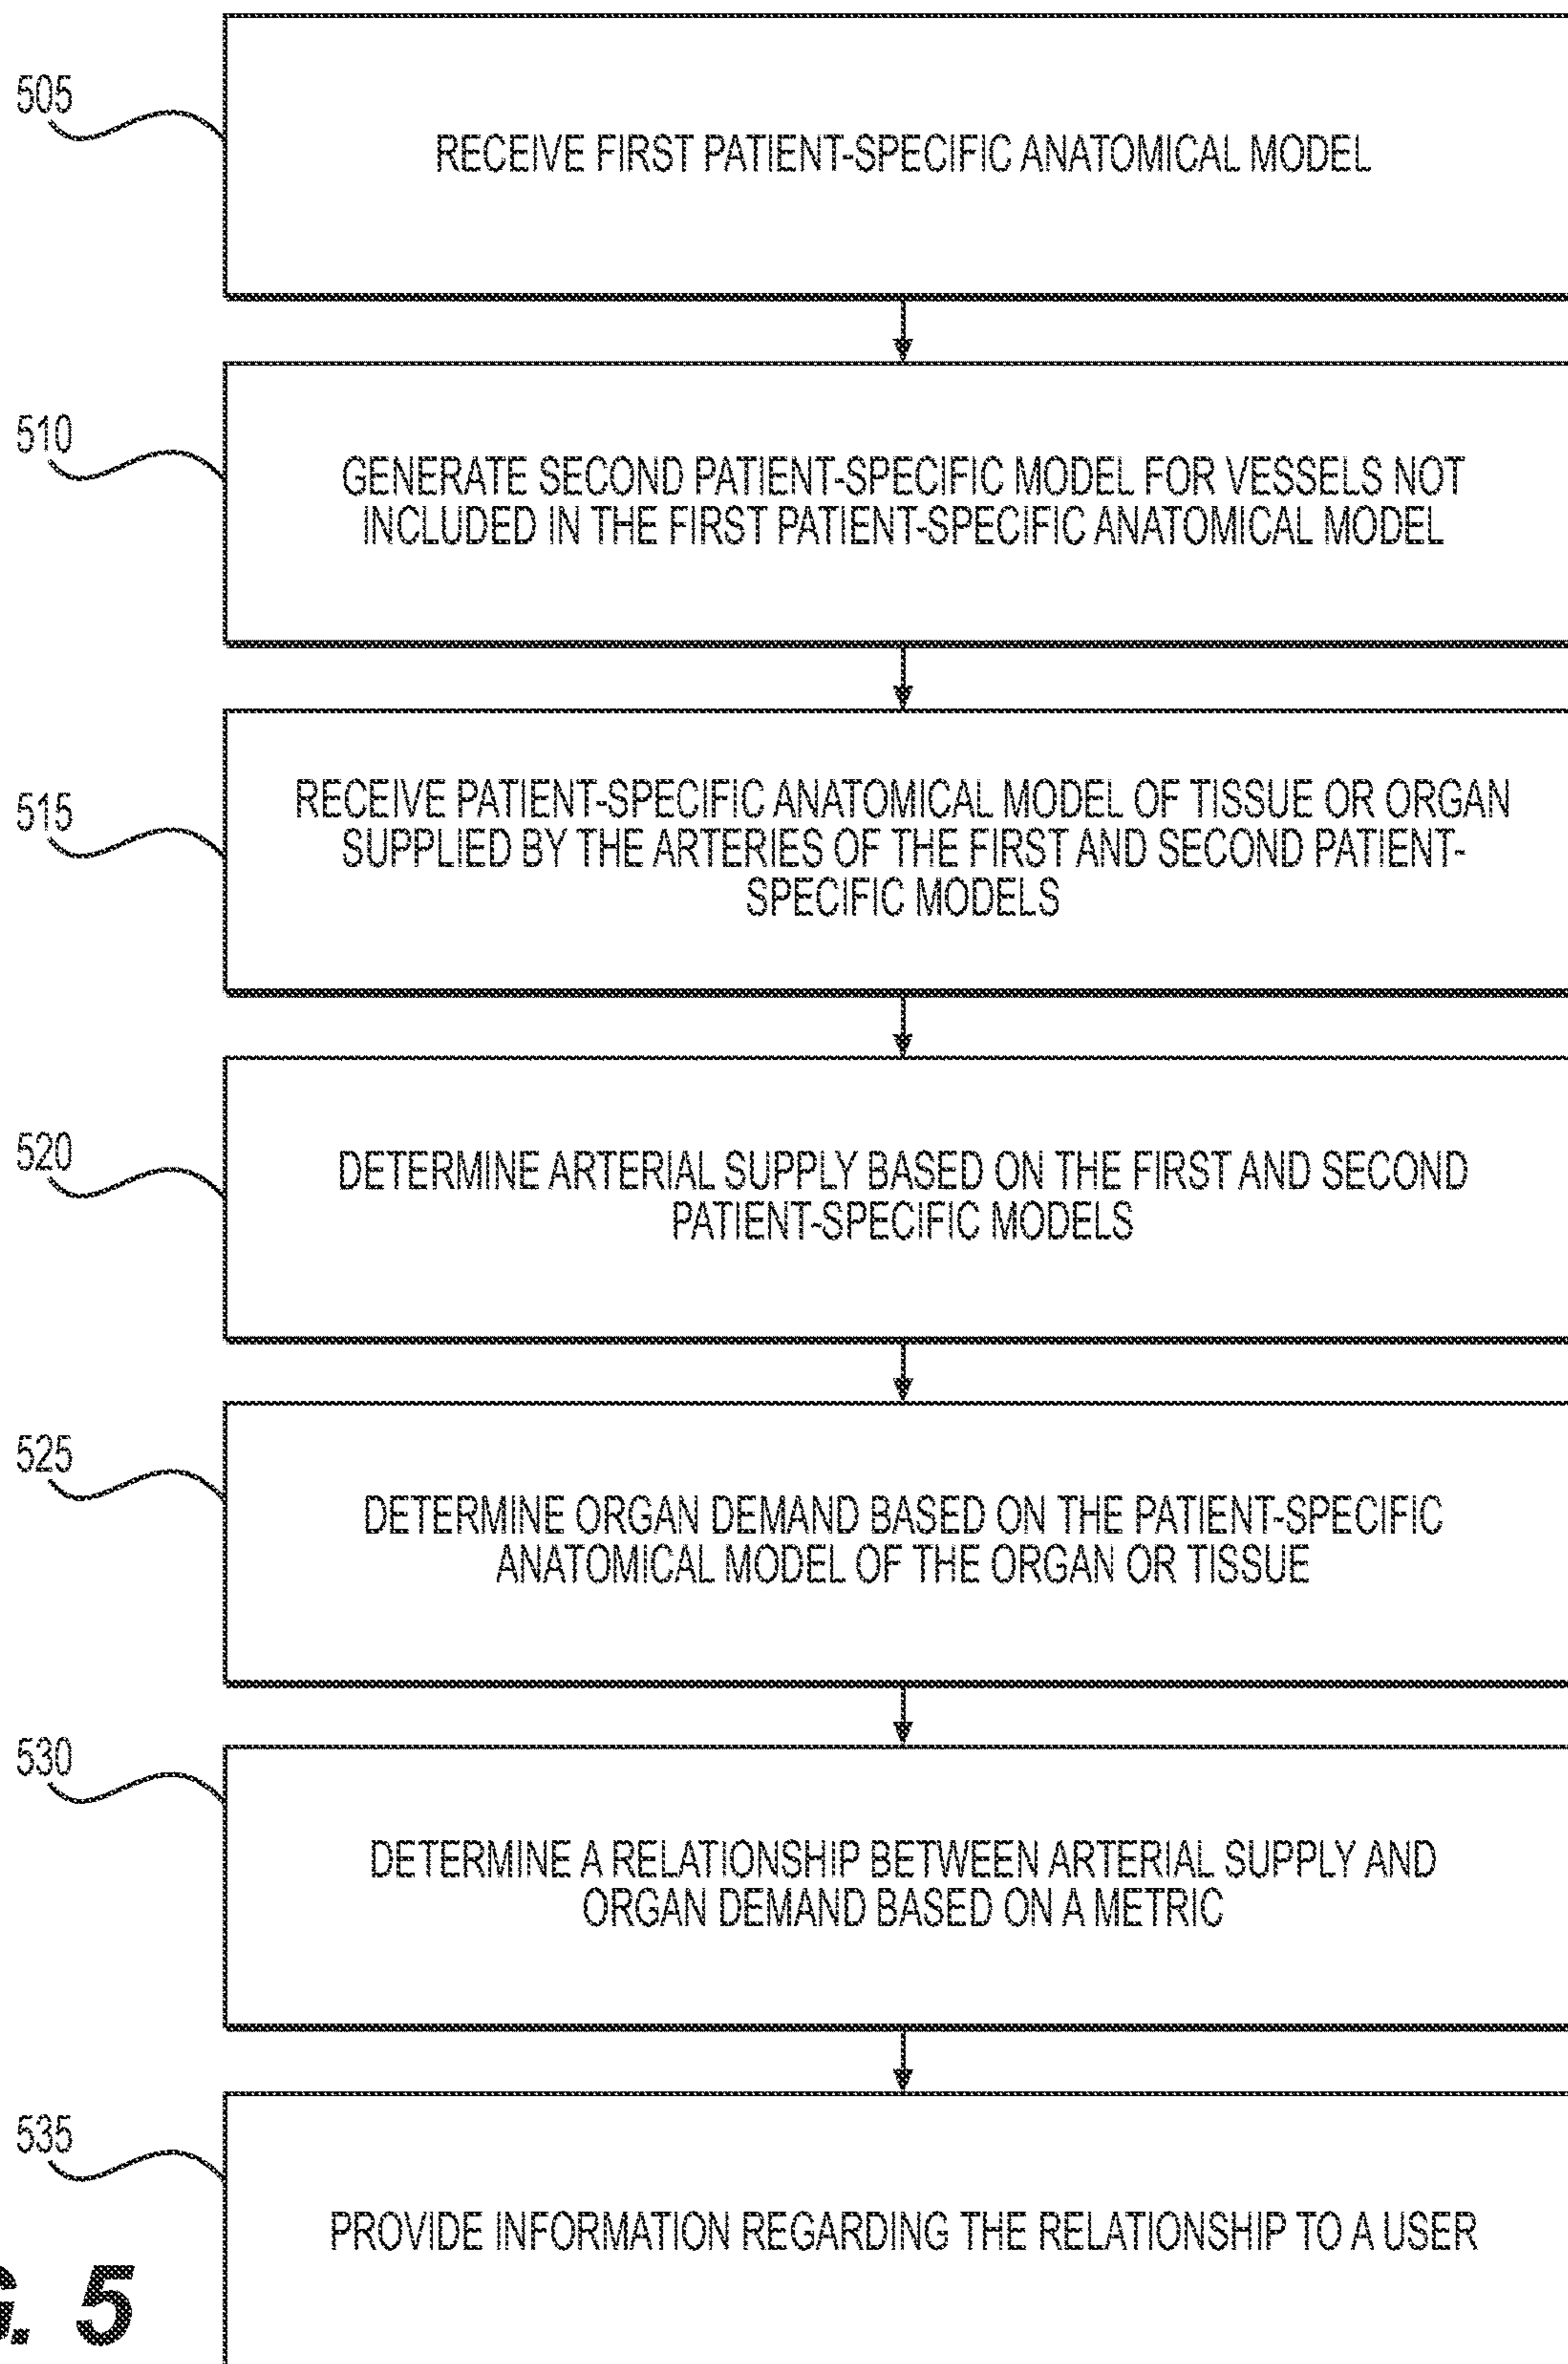 505
RECEIVE FIRST PATIENT-SPECIFIC ANATOMICAL MODEL
510
GENERATE SECOND PATIENT-SPECIFIC MODEL FOR VESSELS NOT
INCLUDED IN THE FIRST PATIENT-SPECIFIC ANATOMICAL MODEL
515
RECEIVE PATIENT-SPECIFIC ANATOMICAL MODEL OF TISSUE OR ORGAN
SUPPLIED BY THE ARTERIES OF THE FIRST AND SECOND PATIENT-
SPECIFIC MODELS
520
DETERMINE ARTERIAL SUPPLY BASED ON THE FIRST AND SECOND
PATIENT-SPECIFIC MODELS
525
DETERMINE ORGAN DEMAND BASED ON THE PATIENT-SPECIFIC
ANATOMICAL MODEL OF THE ORGAN OR TISSUE
530
DETERMINE A RELATIONSHIP BETWEEN ARTERIAL SUPPLY AND
ORGAN DEMAND BASED ON A METRIC
535
PROVIDE INFORMATION REGARDING THE RELATIONSHIP TO A USER
G. 5